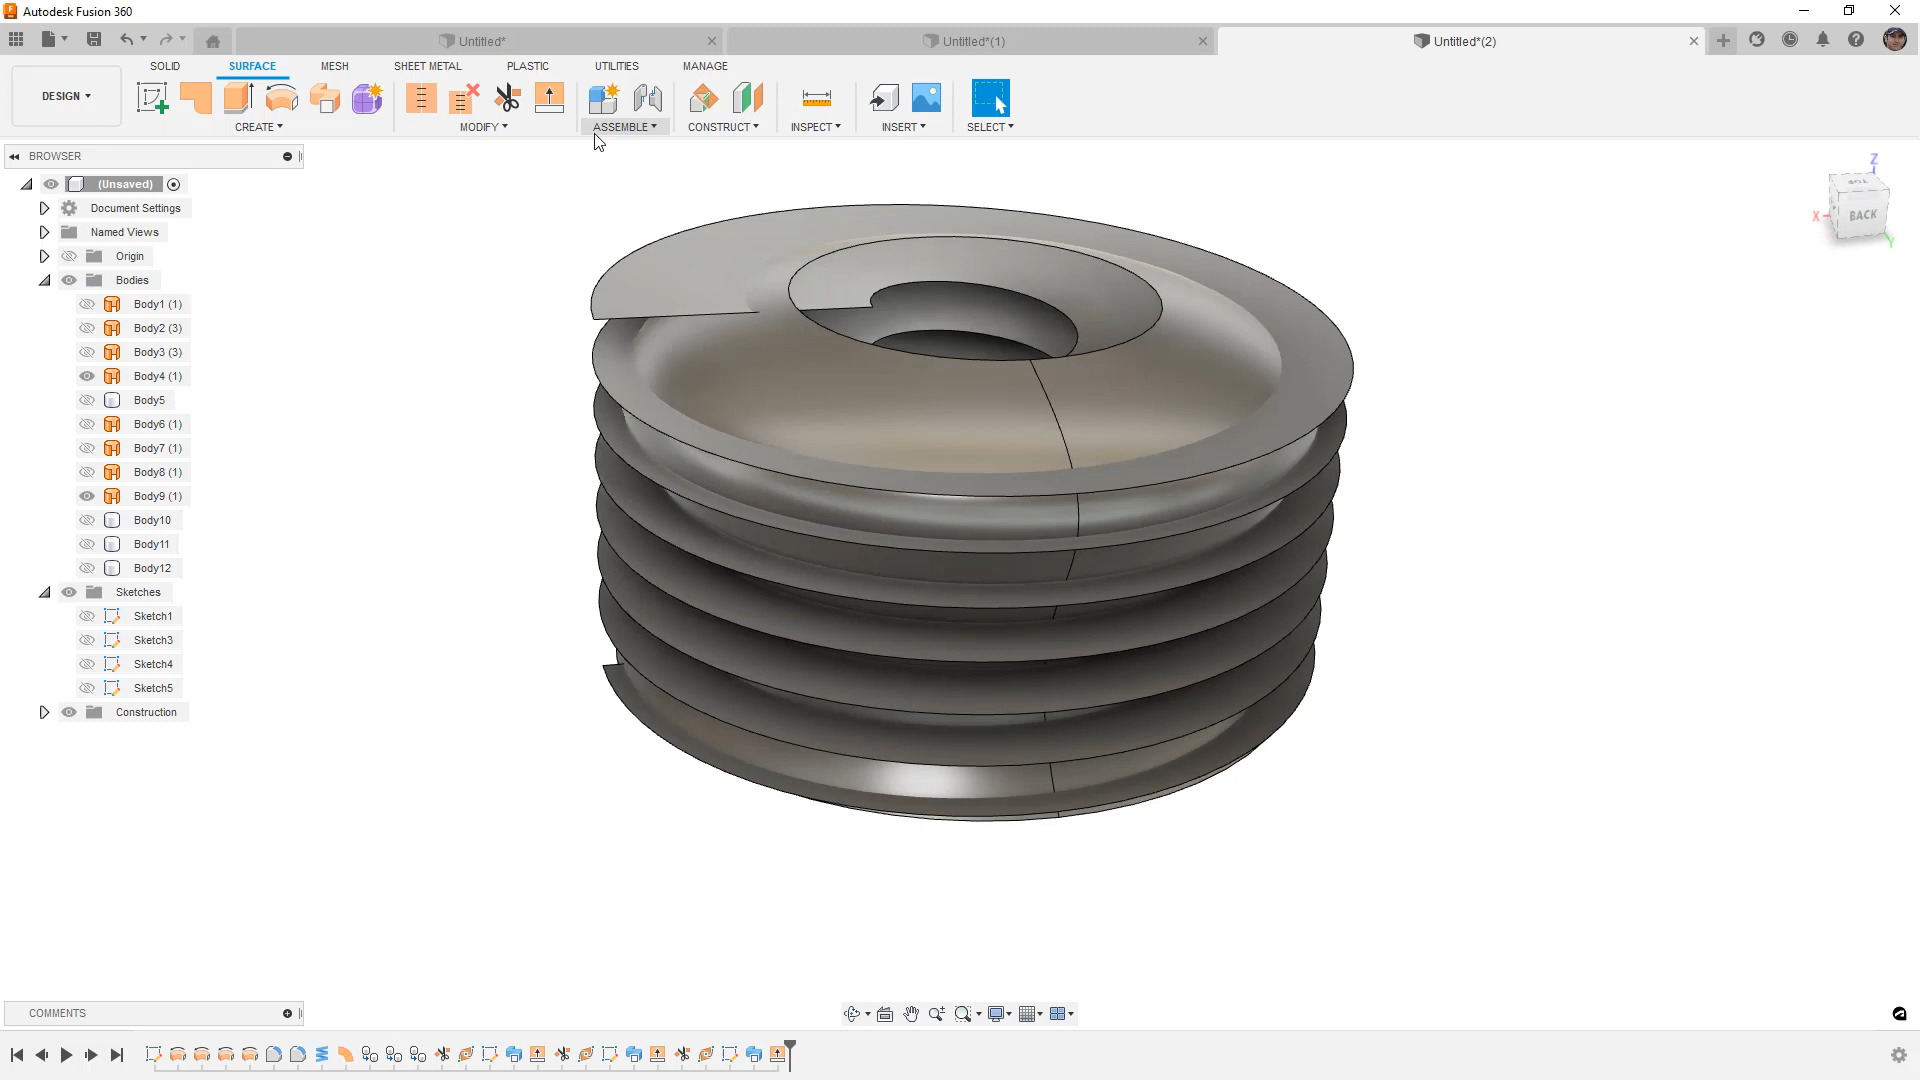 Autodesk Fusion 360
Untitled*
Untitled*(1)
Untitled*(2)
DESIGN
SOLID
SURFACE
MESH
SHEET METAL
PLASTIC
UTILITIES
MANAGE
CREATE
MODIFY
ASSEMBLE
CONSTRUCT
INSPECT
INSERT
SELECT
BROWSER
(Unsaved)
Document Settings
Named Views
Origin
Bodies
Body1 (1)
Body2 (3)
Body3 (3)
Body4 (1)
Body5
Body6 (1)
Body7 (1)
Body8 (1)
Body9 (1)
Body10
Body11
Body12
Sketches
Sketch1
Sketch3
Sketch4
Sketch5
Construction
Z
TOP
X
BACK
Y
COMMENTS